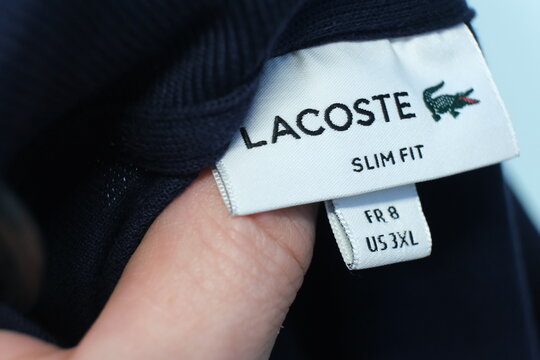 LACOSTE
SLIM FIT
FR 8
US 3XL